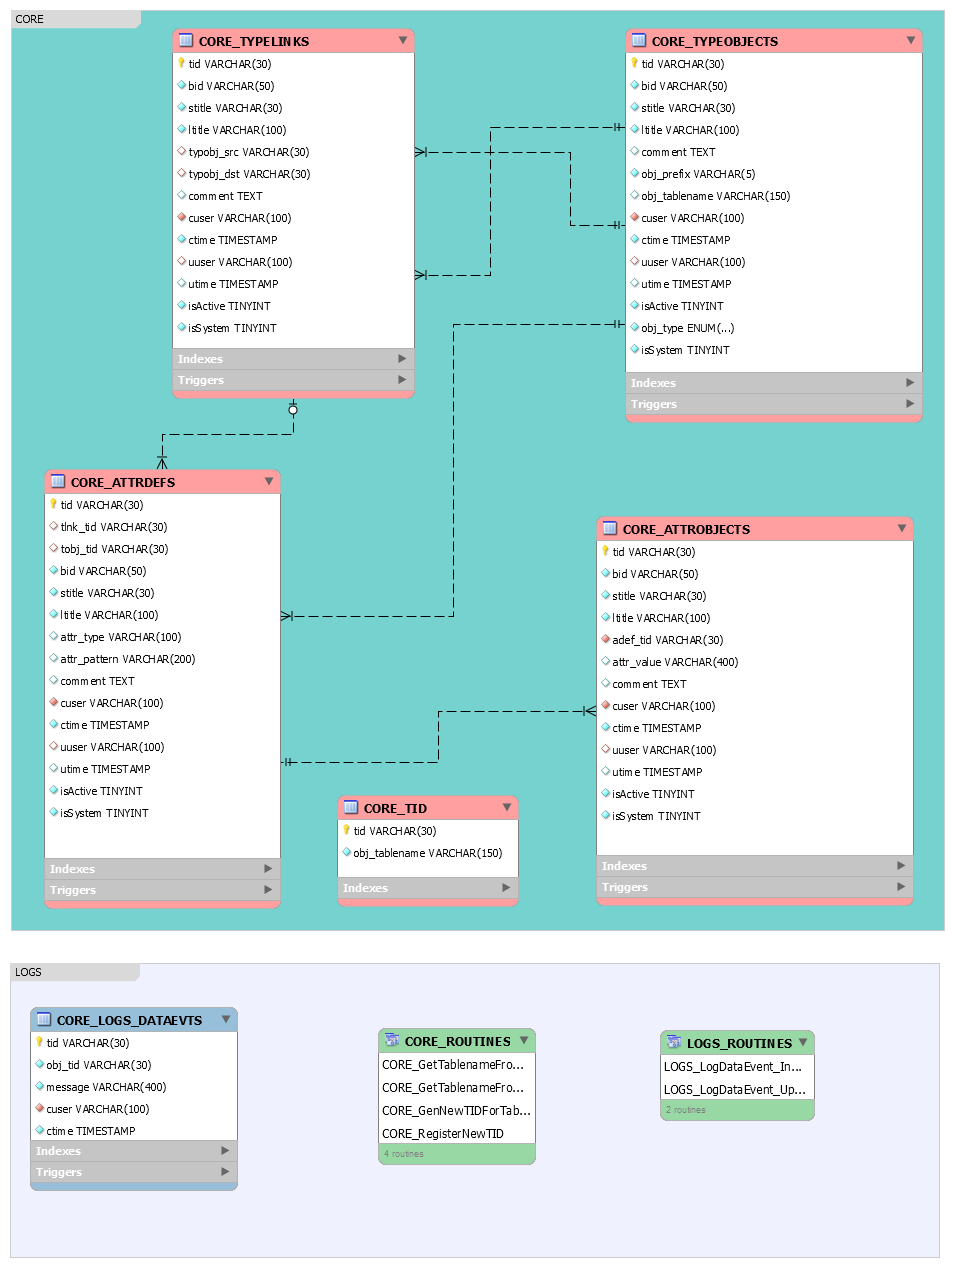 CORE
CORE_TYPELINKS
tid VARCHAR(30)
bid VARCHAR(50)
stitle VARCHAR(30)
ltitle VARCHAR(100)
typobj_src VARCHAR(30)
typobj_dst VARCHAR(30)
comment TEXT
cuser VARCHAR(100)
ctime TIMESTAMP
uuser VARCHAR(100)
utime TIMESTAMP
isActive TINYINT
isSystem TINYINT
Indexes
Triggers
CORE_TYPEOBJECTS
tid VARCHAR(30)
bid VARCHAR(50)
stitle VARCHAR(30)
ltitle VARCHAR(100)
comment TEXT
obj_prefix VARCHAR(5)
obj_tablename VARCHAR(150)
cuser VARCHAR(100)
ctime TIMESTAMP
uuser VARCHAR(100)
utime TIMESTAMP
isActive TINYINT
obj_type ENUM(...)
isSystem TINYINT
Indexes
Triggers
CORE_ATTRDEFS
tid VARCHAR(30)
tlnk_tid VARCHAR(30)
tobj_tid VARCHAR(30)
bid VARCHAR(50)
stitle VARCHAR(30)
ltitle VARCHAR(100)
attr_type VARCHAR(100)
attr_pattern VARCHAR(200)
comment TEXT
cuser VARCHAR(100)
ctime TIMESTAMP
uuser VARCHAR(100)
utime TIMESTAMP
isActive TINYINT
isSystem TINYINT
Indexes
Triggers
CORE_ATTROBJECTS
tid VARCHAR(30)
bid VARCHAR(50)
stitle VARCHAR(30)
ltitle VARCHAR(100)
adef_tid VARCHAR(30)
attr_value VARCHAR(400)
comment TEXT
cuser VARCHAR(100)
ctime TIMESTAMP
uuser VARCHAR(100)
utime TIMESTAMP
isActive TINYINT
isSystem TINYINT
Indexes
Triggers
CORE_TID
tid VARCHAR(30)
obj_tablename VARCHAR(150)
Indexes
LOGS
CORE_LOGS_DATAEVTS
tid VARCHAR(30)
obj_tid VARCHAR(30)
message VARCHAR(400)
cuser VARCHAR(100)
ctime TIMESTAMP
Indexes
Triggers
CORE_ROUTINES
CORE_GetTablenameFro...
CORE_GetTablenameFro...
CORE_GenNewTIDForTab...
CORE_RegisterNewTID
4 routines
LOGS_ROUTINES
LOGS_LogDataEvent_In...
LOGS_LogDataEvent_Up...
2 routines